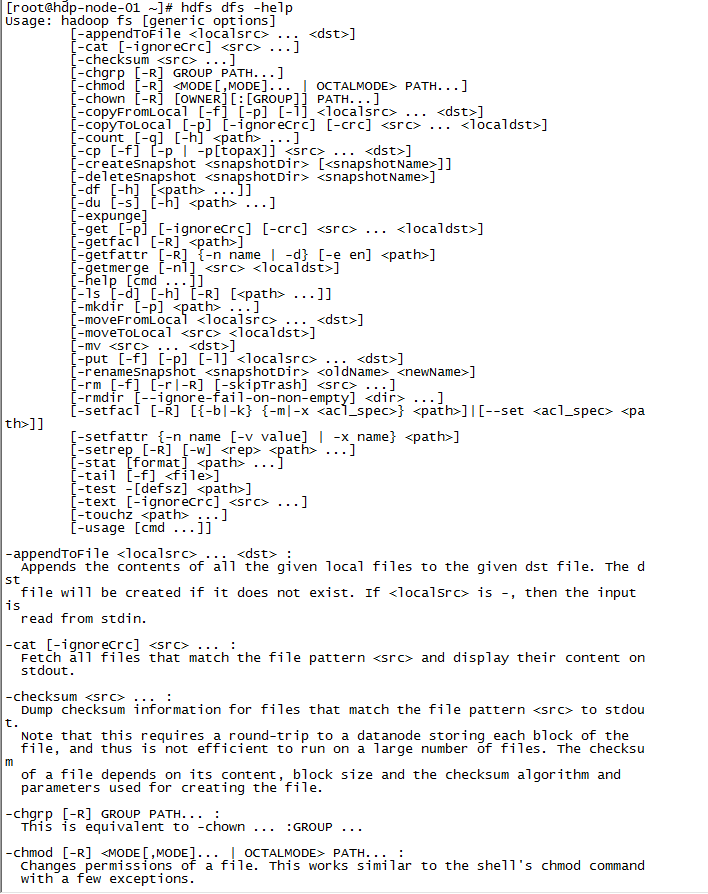 [root@hdp-node-01 ~]# hdfs dfs -help
Usage: hadoop fs [generic options]
        [-appendToFile <localsrc> ... <dst>]
        [-cat [-ignoreCrc] <src> ...]
        [-checksum <src> ...]
        [-chgrp [-R] GROUP PATH...]
        [-chmod [-R] <MODE[,MODE]... | OCTALMODE> PATH...]
        [-chown [-R] [OWNER][:[GROUP]] PATH...]
        [-copyFromLocal [-f] [-p] [-l] <localsrc> ... <dst>]
        [-copyToLocal [-p] [-ignoreCrc] [-crc] <src> ... <localdst>]
        [-count [-q] [-h] <path> ...]
        [-cp [-f] [-p | -p[topax]] <src> ... <dst>]
        [-createSnapshot <snapshotDir> [<snapshotName>]]
        [-deleteSnapshot <snapshotDir> <snapshotName>]
        [-df [-h] [<path> ...]]
        [-du [-s] [-h] <path> ...]
        [-expunge]
        [-get [-p] [-ignoreCrc] [-crc] <src> ... <localdst>]
        [-getfacl [-R] <path>]
        [-getfattr [-R] {-n name | -d} [-e en] <path>]
        [-getmerge [-nl] <src> <localdst>]
        [-help [cmd ...]]
        [-ls [-d] [-h] [-R] [<path> ...]]
        [-mkdir [-p] <path> ...]
        [-moveFromLocal <localsrc> ... <dst>]
        [-moveToLocal <src> <localdst>]
        [-mv <src> ... <dst>]
        [-put [-f] [-p] [-l] <localsrc> ... <dst>]
        [-renameSnapshot <snapshotDir> <oldName> <newName>]
        [-rm [-f] [-r|-R] [-skipTrash] <src> ...]
        [-rmdir [--ignore-fail-on-non-empty] <dir> ...]
        [-setfacl [-R] [{-b|-k} {-m|-x <acl_spec>} <path>]|[--set <acl_spec> <pa
th>]]
        [-setfattr {-n name [-v value] | -x name} <path>]
        [-setrep [-R] [-w] <rep> <path> ...]
        [-stat [format] <path> ...]
        [-tail [-f] <file>]
        [-test -[defsz] <path>]
        [-text [-ignoreCrc] <src> ...]
        [-touchz <path> ...]
        [-usage [cmd ...]]

-appendToFile <localsrc> ... <dst> :
  Appends the contents of all the given local files to the given dst file. The d
st
  file will be created if it does not exist. If <localSrc> is -, then the input
is
  read from stdin.

-cat [-ignoreCrc] <src> ... :
  Fetch all files that match the file pattern <src> and display their content on
  stdout.

-checksum <src> ... :
  Dump checksum information for files that match the file pattern <src> to stdou
t.
  Note that this requires a round-trip to a datanode storing each block of the
  file, and thus is not efficient to run on a large number of files. The checksu
m
  of a file depends on its content, block size and the checksum algorithm and
  parameters used for creating the file.

-chgrp [-R] GROUP PATH... :
  This is equivalent to -chown ... :GROUP ...

-chmod [-R] <MODE[,MODE]... | OCTALMODE> PATH... :
  Changes permissions of a file. This works similar to the shell's chmod command
  with a few exceptions.